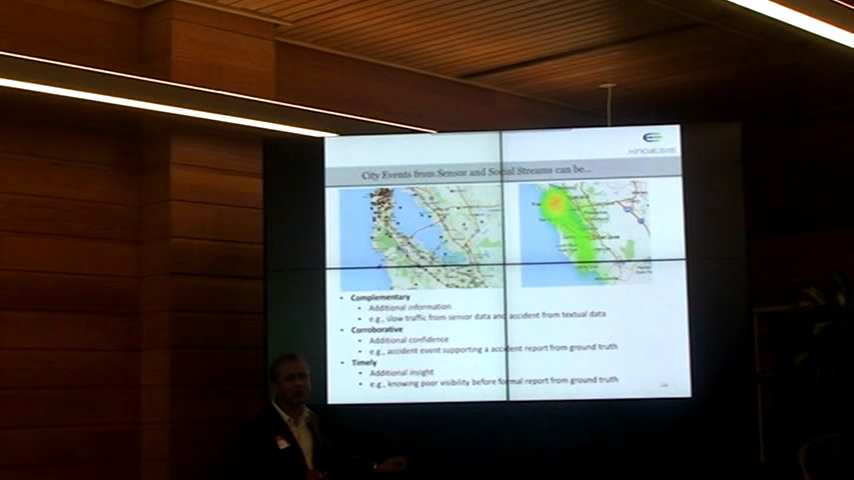 KNO.E.SIS
City Events from Sensor and Social Streams can be...
• Complementary
• Additional information
• e.g., slow traffic from sensor data and accident from textual data
• Corroborative
• Additional confidence
• e.g., accident event supporting a accident report from ground truth
• Timely
• Additional insight
• e.g., knowing poor visibility before formal report from ground truth